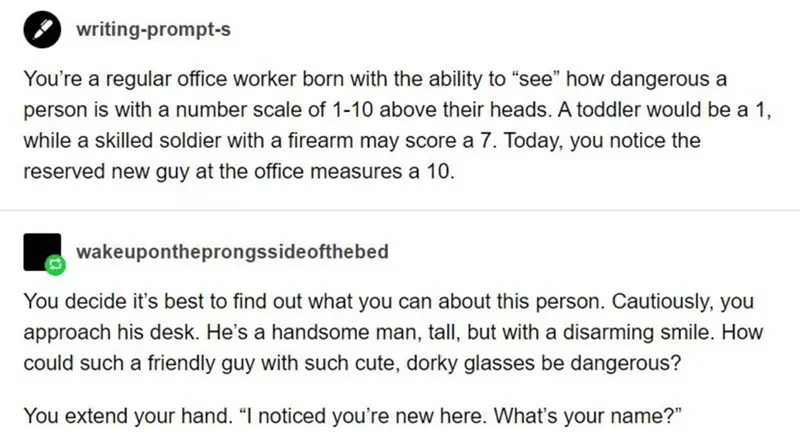 writing-prompt-s
You’re a regular office worker born with the ability to “see” how dangerous a
person is with a number scale of 1-10 above their heads. A toddler would be a 1,
while a skilled soldier with a firearm may score a 7. Today, you notice the
reserved new guy at the office measures a 10.
wakeupontheprongssideofthebed
You decide it’s best to find out what you can about this person. Cautiously, you
approach his desk. He’s a handsome man, tall, but with a disarming smile. How
could such a friendly guy with such cute, dorky glasses be dangerous?
You extend your hand. “I noticed you’re new here. What’s your name?”